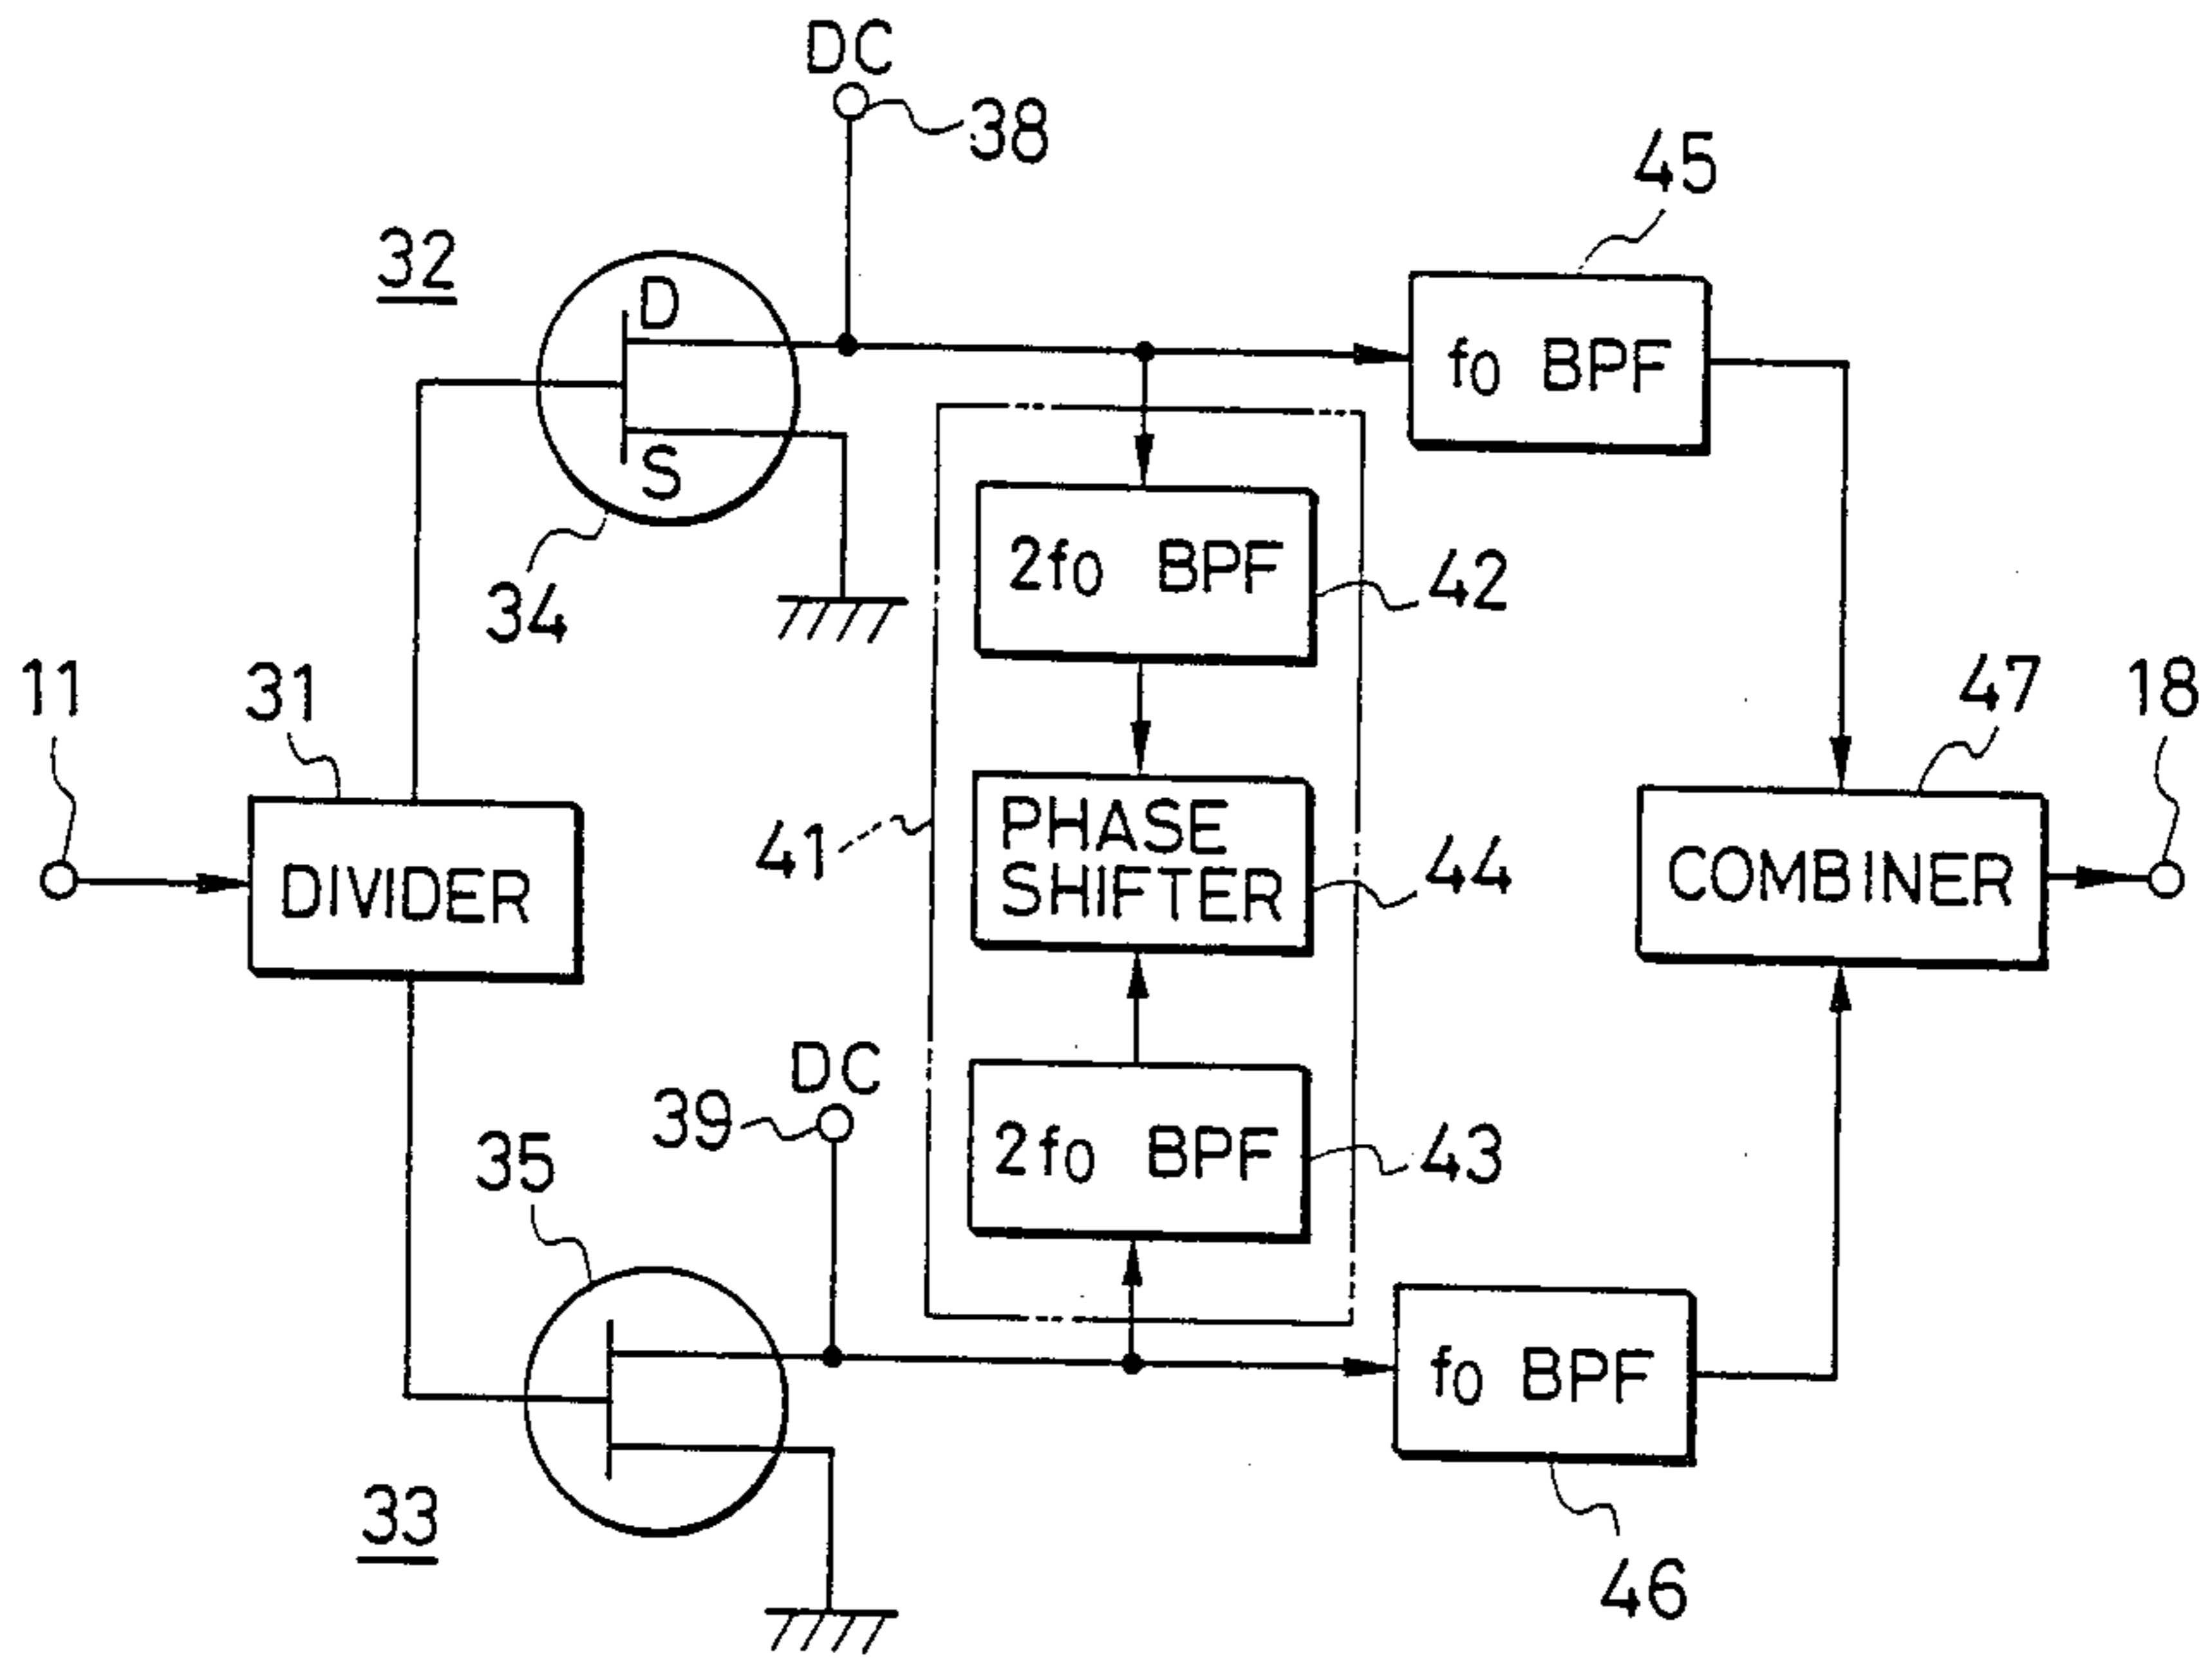 DC
38
45
32
D
f0 BPF
S
2f0 BPF
42
34
11
31
47
18
PHASE
SHIFTER
41
44
DIVIDER
COMBINER
DC
39
35
2f0 BPF
43
f0 BPF
33
46